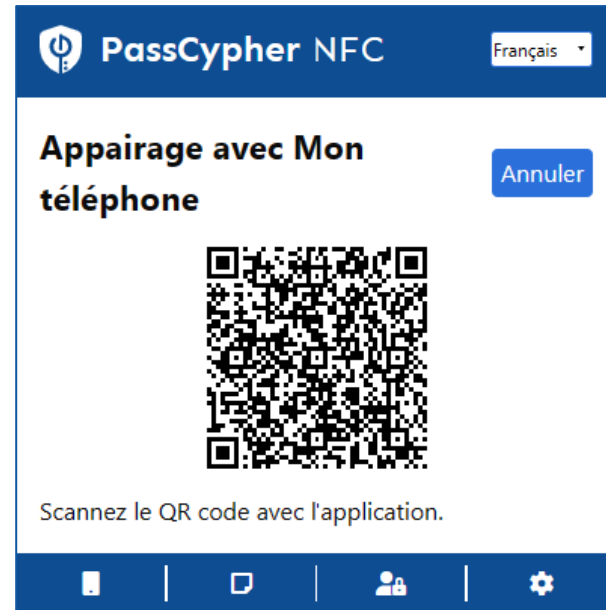 PassCypher NFC
Français
Appairage avec Mon
téléphone
Annuler
Scannez le QR code avec l'application.